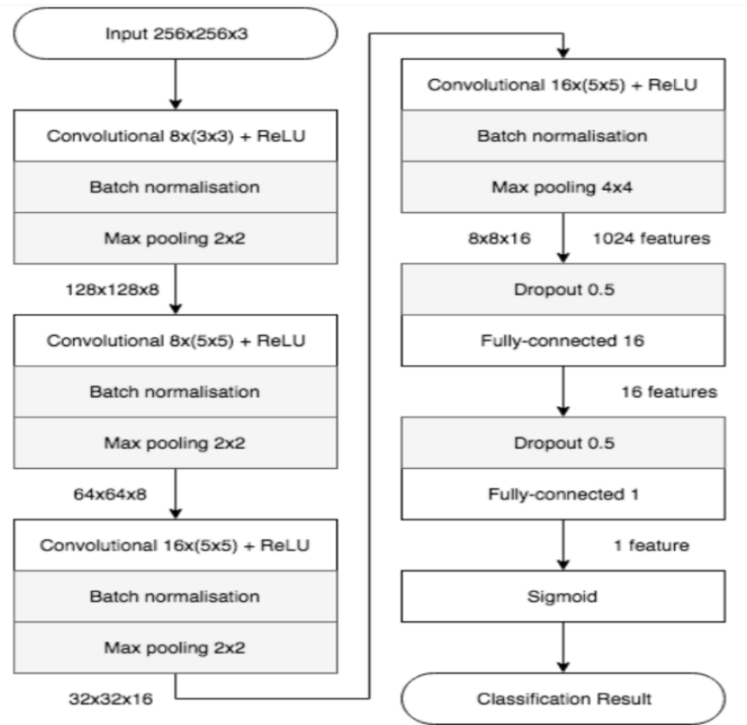 Input 256x256x3
Convolutional 8x(3x3) + ReLU
Batch normalisation
Max pooling 2x2
128x128x8
Convolutional 8x(5x5) + ReLU
Batch normalisation
Max pooling 2x2
64x64x8
Convolutional 16x(5x5) + ReLU
Batch normalisation
Max pooling 2x2
32x32x16
Convolutional 16x(5x5) + ReLU
Batch normalisation
Max pooling 4x4
8x8x16 1024 features
Dropout 0.5
Fully-connected 16
16 features
Dropout 0.5
Fully-connected 1
1 feature
Sigmoid
Classification Result